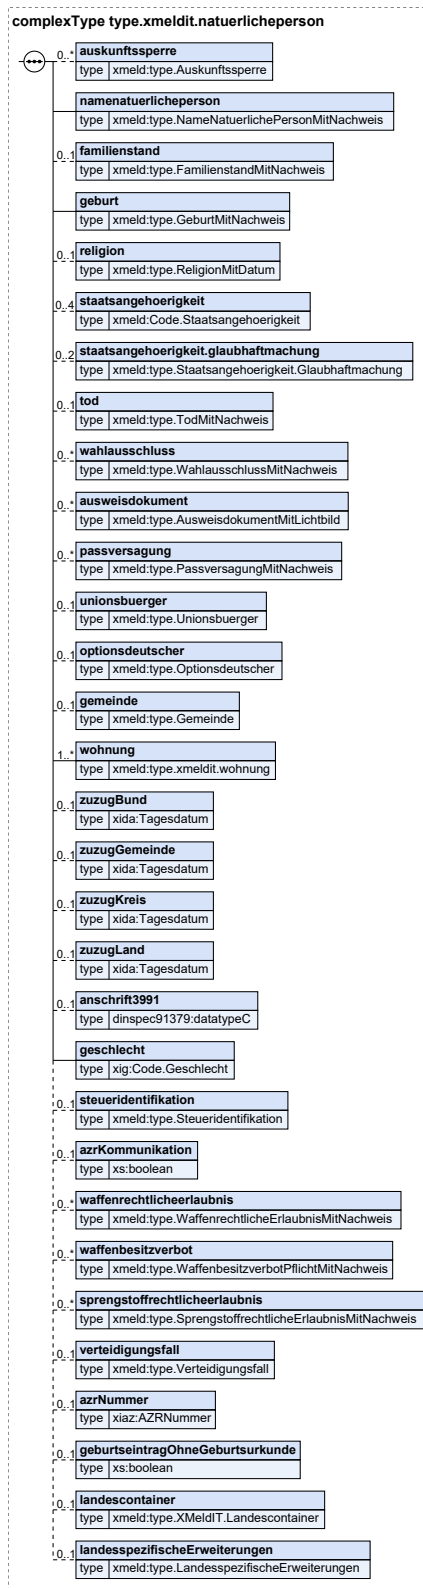 complexType type.xmeldit.natuerlicheperson
0..* auskunftssperre
type xmeld:type.Auskunftssperre
namenatuerlicheperson
type xmeld:type.NameNatuerlichePersonMitNachweis
0..1 familienstand
type xmeld:type.FamilienstandMitNachweis
geburt
type xmeld:type.GeburtMitNachweis
0..1 religion
type xmeld:type.ReligionMitDatum
0..4 staatsangehoerigkeit
type xmeld:Code.Staatsangehoerigkeit
0..2 staatsangehoerigkeit.glaubhaftmachung
type xmeld:type.Staatsangehoerigkeit.Glaubhaftmachung
0..1 tod
type xmeld:type.TodMitNachweis
0..* wahlausschluss
type xmeld:type.WahlausschlussMitNachweis
0..* ausweisdokument
type xmeld:type.AusweisdokumentMitLichtbild
0..* passversagung
type xmeld:type.PassversagungMitNachweis
0..1 unionsbuerger
type xmeld:type.Unionsbuerger
0..1 optionsdeutscher
type xmeld:type.Optionsdeutscher
0..1 gemeinde
type xmeld:type.Gemeinde
1..* wohnung
type xmeld:type.xmeldit.wohnung
0..1 zuzugBund
type xida:Tagesdatum
0..1 zuzugGemeinde
type xida:Tagesdatum
0..1 zuzugKreis
type xida:Tagesdatum
0..1 zuzugLand
type xida:Tagesdatum
0..1 anschrift3991
type dinspec91379:datatypeC
geschlecht
type xig:Code.Geschlecht
0..1 steueridentifikation
type xmeld:type.Steueridentifikation
0..1 azrKommunikation
type xs:boolean
0..* waffenrechtlicheerlaubnis
type xmeld:type.WaffenrechtlicheErlaubnisMitNachweis
0..* waffenbesitzverbot
type xmeld:type.WaffenbesitzverbotPflichtMitNachweis
0..* sprengstoffrechtlicheerlaubnis
type xmeld:type.SprengstoffrechtlicheErlaubnisMitNachweis
0..1 verteidigungsfall
type xmeld:type.Verteidigungsfall
0..1 azrNummer
type xiaz:AZRNummer
0..1 geburtseintragOhneGeburtsurkunde
type xs:boolean
0..1 landescontainer
type xmeld:type.XMeldIT.Landescontainer
0..1 landesspezifischeErweiterungen
type xmeld:type.LandesspezifischeErweiterungen